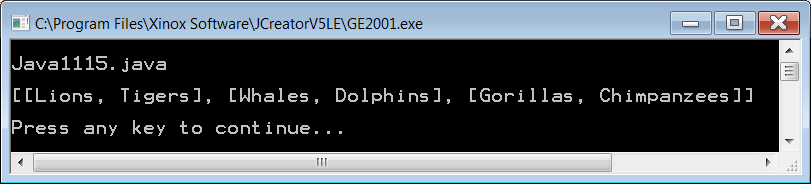 C:\Program Files\Xinox Software\JCreatorV5LE\GE2001.exe
Java1115.java
[[Lions, Tigers], [Whales, Dolphins], [Gorillas, Chimpanzees]]
Press any key to continue...